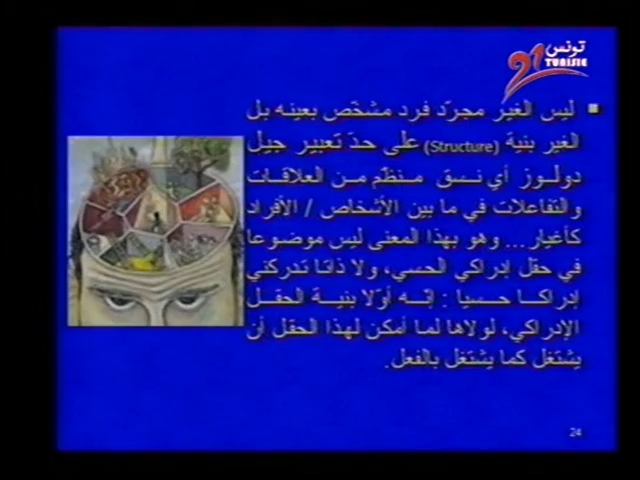 تونس
21
TUNISIE
ليس الغير مجرّد فرد مشخّص بعينه بل
الغير بنية (Structure) على حدّ تعبير جيل
دولوز أي نسق منظّم من العلاقات
والتفاعلات في ما بين الأشخاص / الأفراد
كأغيار... وهو بهذا المعنى ليس موضوعا
في حقل إدراكي الحسي، ولا ذاتا تدركني
إدراكا حسيا : إنّه أوّلا بنية الحقل
الإدراكي، لولاها لما أمكن لهذا الحقل أن
يشتغل كما يشتغل بالفعل.
24